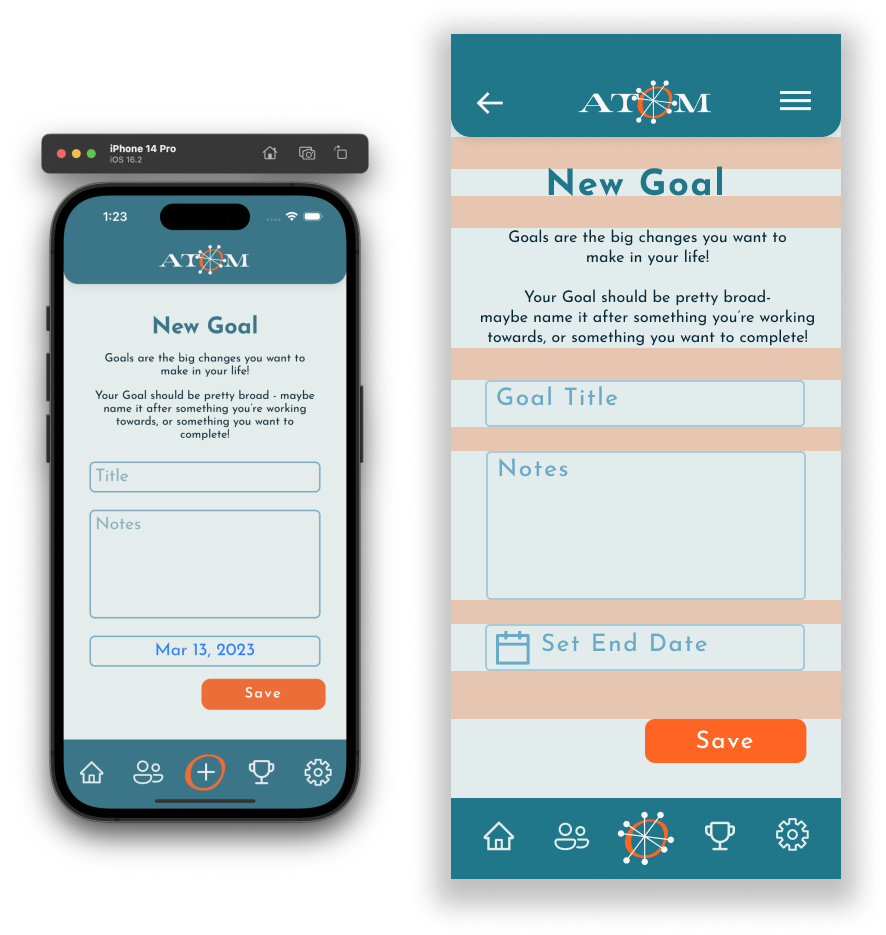 iPhone 14 Pro
iOS 16.2
1:23
ATOM
New Goal
Goals are the big changes you want to
make in your life!
Your Goal should be pretty broad - maybe
name it after something you're working
towards, or something you want to
complete!
Title
Notes
Mar 13, 2023
Save
ATOM
New Goal
Goals are the big changes you want to
make in your life!
Your Goal should be pretty broad-
maybe name it after something you're working
towards, or something you want to complete!
Goal Title
Notes
Set End Date
Save